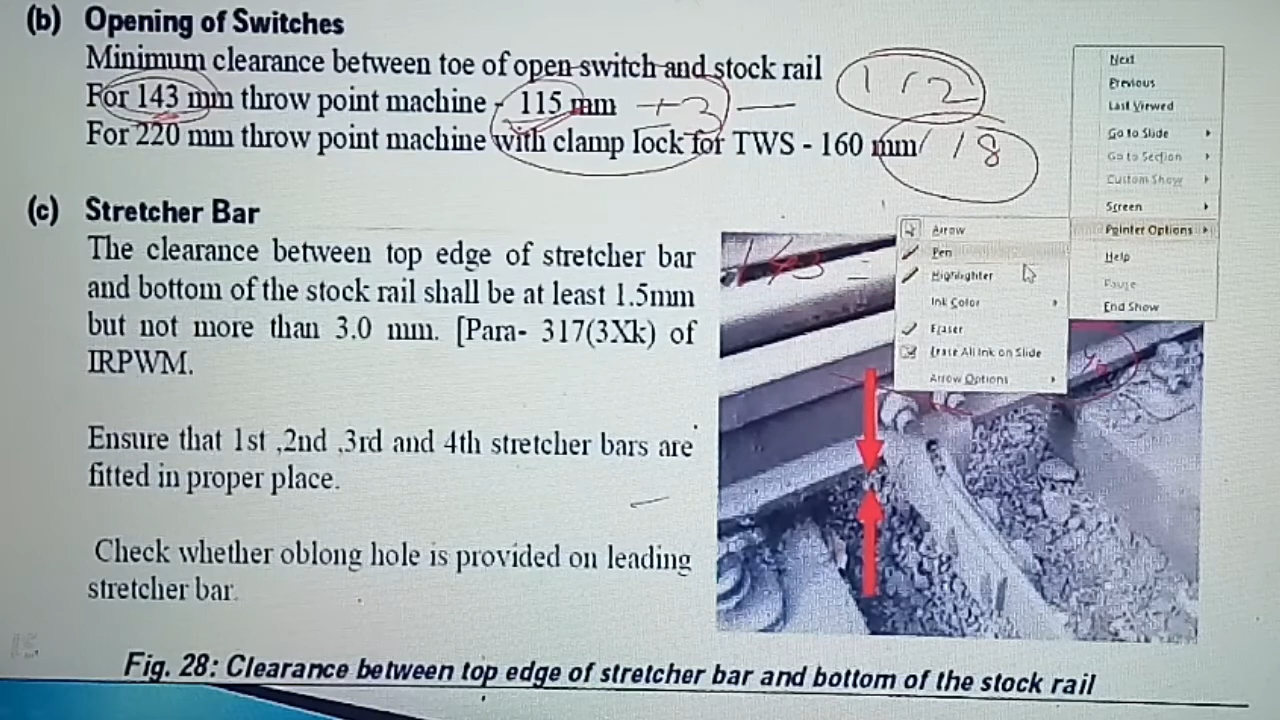 (b) Opening of Switches
Minimum clearance between toe of open switch and stock rail
112
For 143 mm throw point machine - 115 mm +3 —
For 220 mm throw point machine with clamp lock for TWS - 160 mm/ 18
(c) Stretcher Bar
The clearance between top edge of stretcher bar
and bottom of the stock rail shall be at least 1.5mm
but not more than 3.0 mm. [Para- 317(3Xk) of
IRPWM.
Ensure that 1st ,2nd ,3rd and 4th stretcher bars are
fitted in proper place.
Check whether oblong hole is provided on leading
stretcher bar.
Next
Previous
Last Viewed
Go to Slide
Go to Section
Custom Show
Screen
Pointer Options
Help
Pause
End Show
Arrow
Pen
Highlighter
Ink Color
Eraser
Erase All Ink on Slide
Arrow Options
143 =
Fig. 28: Clearance between top edge of stretcher bar and bottom of the stock rail